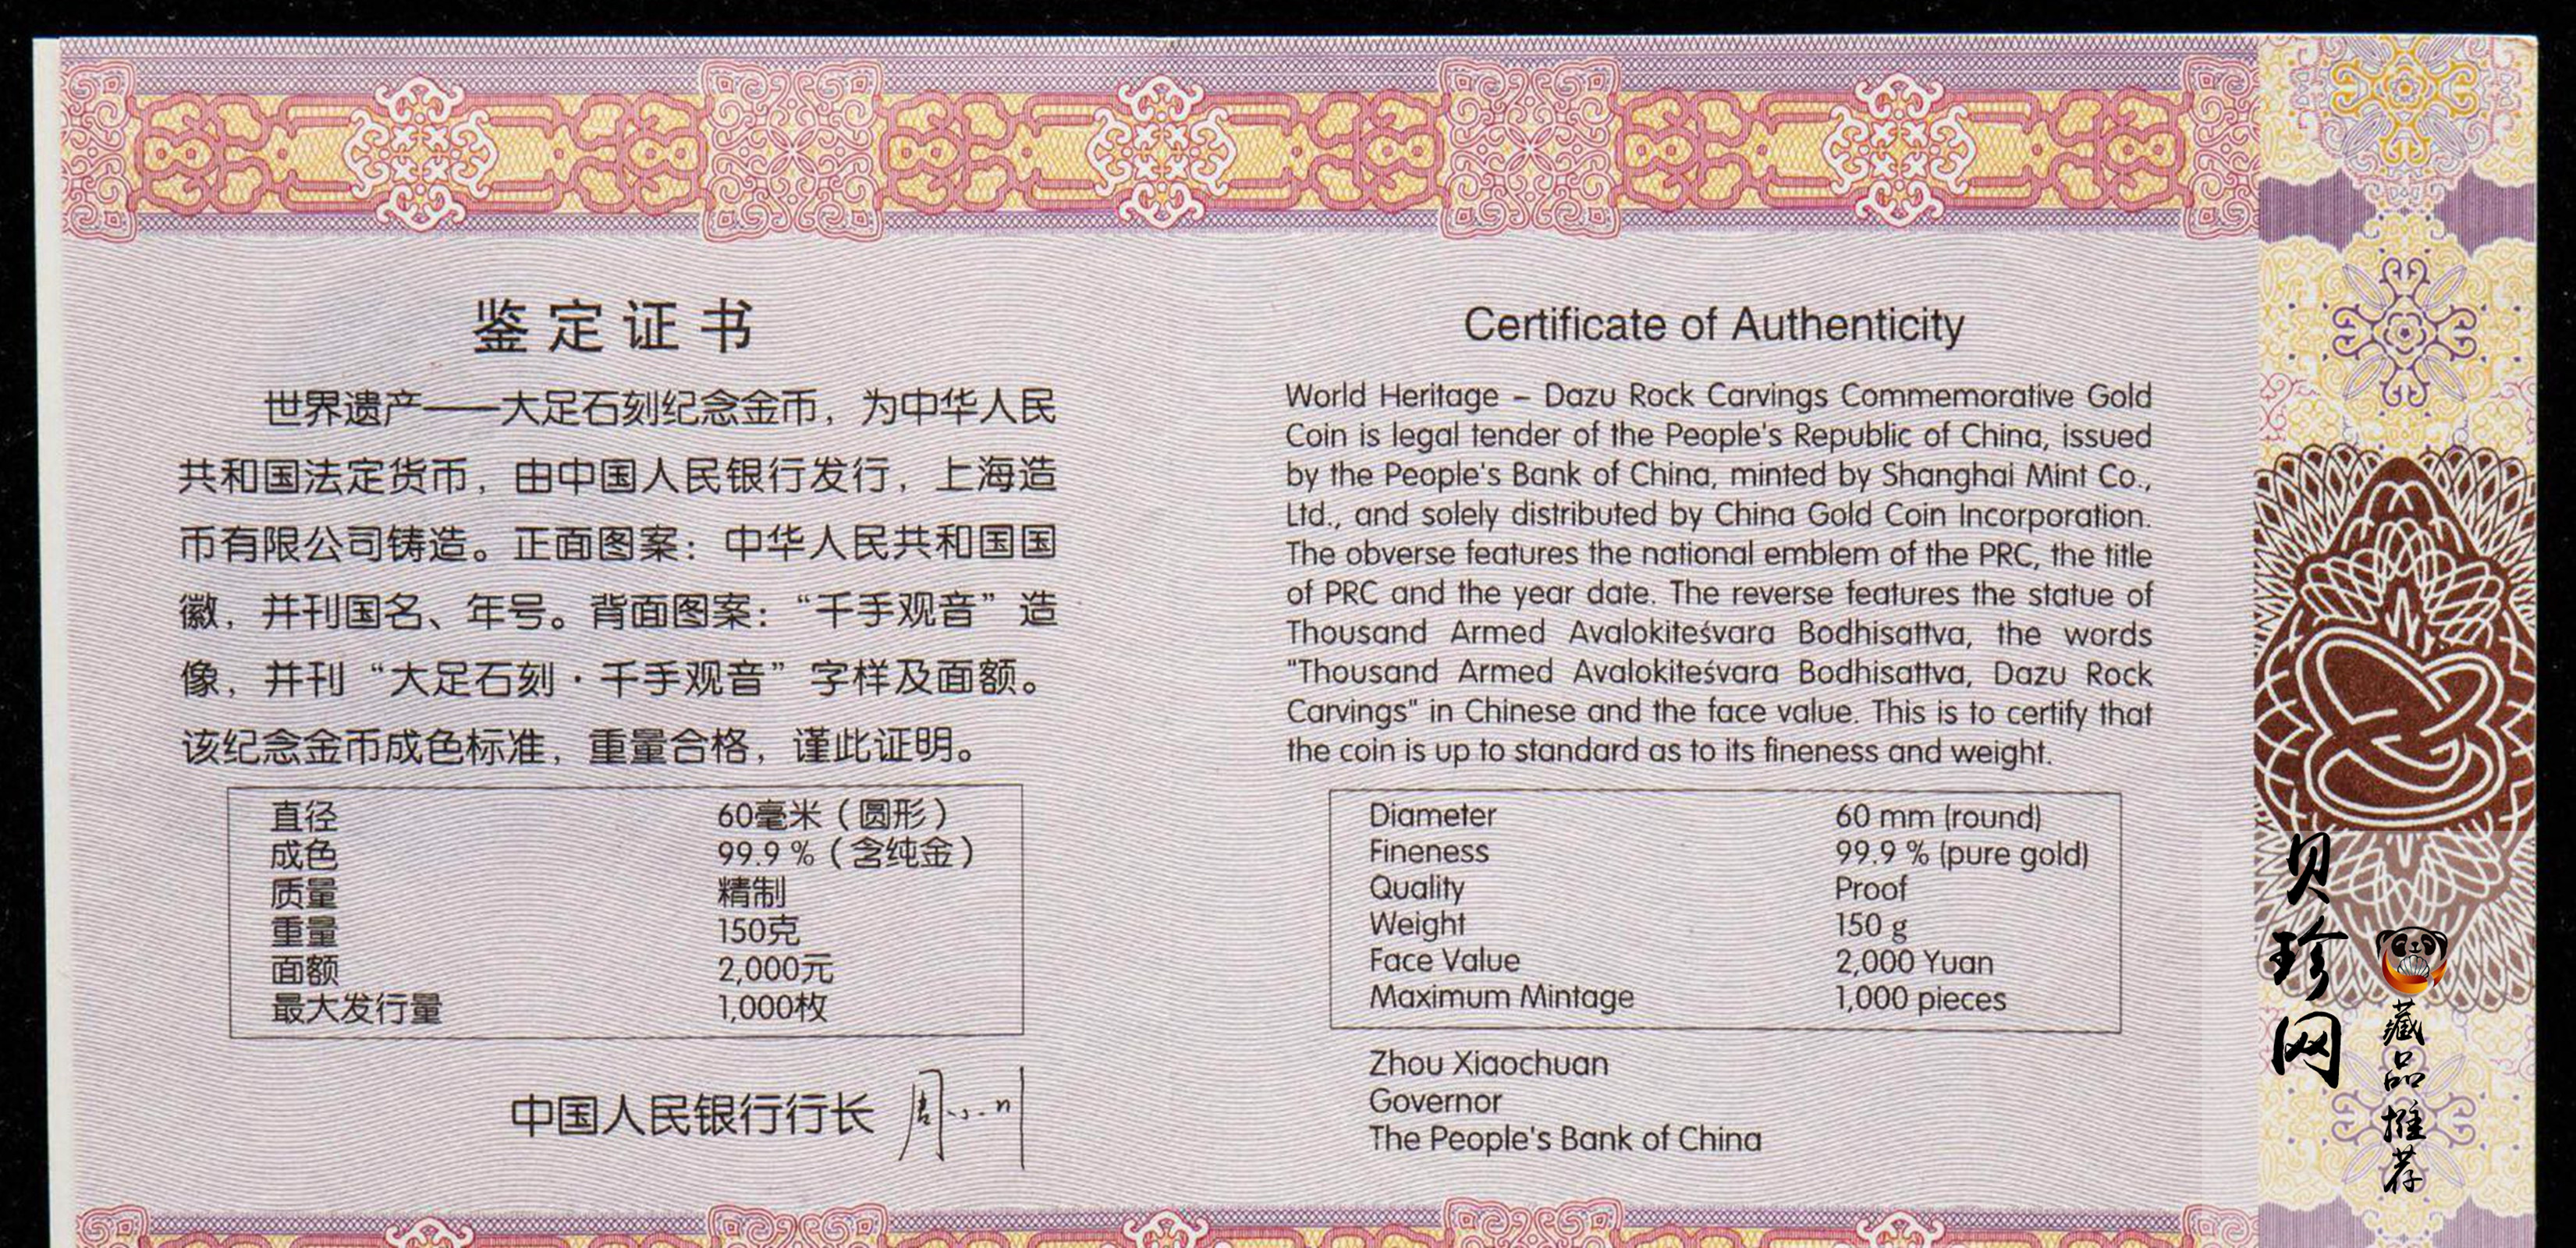 鉴定证书
世界遗产——大足石刻纪念金币，为中华人民
共和国法定货币，由中国人民银行发行，上海造
币有限公司铸造。正面图案：中华人民共和国国
徽，并刊国名、年号。背面图案：“千手观音”造
像，并刊“大足石刻·千手观音”字样及面额。
该纪念金币成色标准，重量合格，谨此证明。
直径 60毫米（圆形）
成色 99.9 %（含纯金）
质量 精制
重量 150克
面额 2,000元
最大发行量 1,000枚
中国人民银行行长 周小川
Certificate of Authenticity
World Heritage – Dazu Rock Carvings Commemorative Gold
Coin is legal tender of the People's Republic of China, issued
by the People's Bank of China, minted by Shanghai Mint Co.,
Ltd., and solely distributed by China Gold Coin Incorporation.
The obverse features the national emblem of the PRC, the title
of PRC and the year date. The reverse features the statue of
Thousand Armed Avalokiteśvara Bodhisattva, the words
"Thousand Armed Avalokiteśvara Bodhisattva, Dazu Rock
Carvings" in Chinese and the face value. This is to certify that
the coin is up to standard as to its fineness and weight.
Diameter 60 mm (round)
Fineness 99.9 % (pure gold)
Quality Proof
Weight 150 g
Face Value 2,000 Yuan
Maximum Mintage 1,000 pieces
Zhou Xiaochuan
Governor
The People's Bank of China
贝珍网
藏品推荐